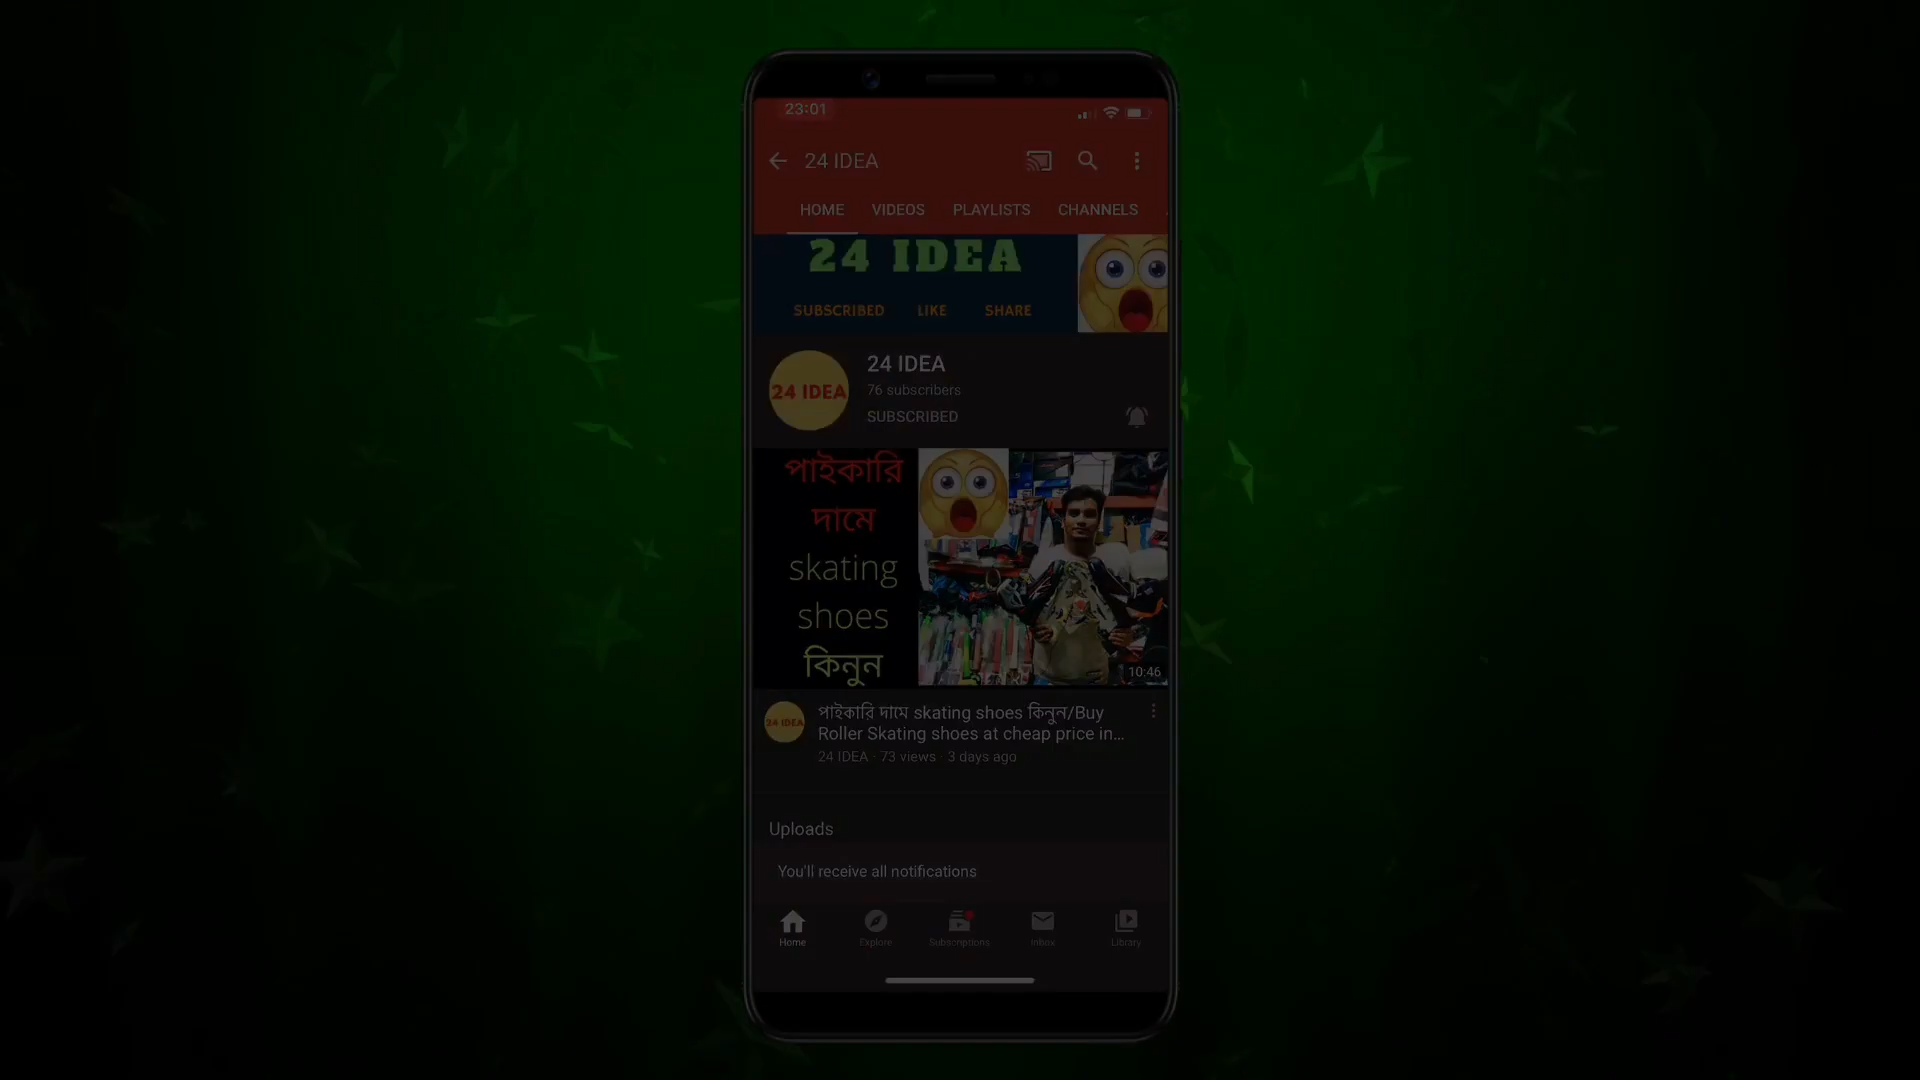 23:01
24 IDEA
HOME VIDEOS PLAYLISTS CHANNELS
24 IDEA
SUBSCRIBED LIKE SHARE
24 IDEA
24 IDEA
76 subscribers
SUBSCRIBED
পাইকারি
দামে
skating
shoes
কিনুন
10:46
24 IDEA
পাইকারি দামে skating shoes কিনুন/Buy
Roller Skating shoes at cheap price in...
24 IDEA · 73 views · 3 days ago
Uploads
You'll receive all notifications
Home Explore Subscriptions Inbox Library